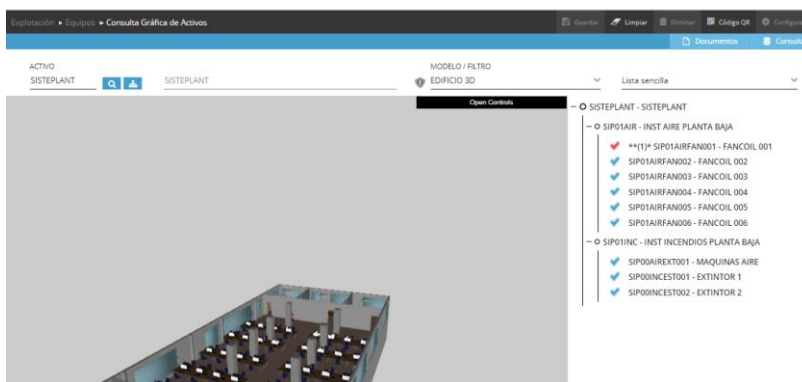 Explotación ▸ Equipos ▸ Consulta Gráfica de Activos
Guardar Limpiar Eliminar Código QR
Documentos
ACTIVO
SISTEPLANT SISTEPLANT
MODELO / FILTRO
EDIFICIO 3D
Lista sencilla
Open Controls
SISTEPLANT - SISTEPLANT
SIP01AIR - INST AIRE PLANTA BAJA
**(1)* SIP01AIRFAN001 - FANCOIL 001
SIP01AIRFAN002 - FANCOIL 002
SIP01AIRFAN003 - FANCOIL 003
SIP01AIRFAN004 - FANCOIL 004
SIP01AIRFAN005 - FANCOIL 005
SIP01AIRFAN006 - FANCOIL 006
SIP01INC - INST INCENDIOS PLANTA BAJA
SIP00AIREXT001 - MAQUINAS AIRE
SIP00INCEST001 - EXTINTOR 1
SIP00INCEST002 - EXTINTOR 2